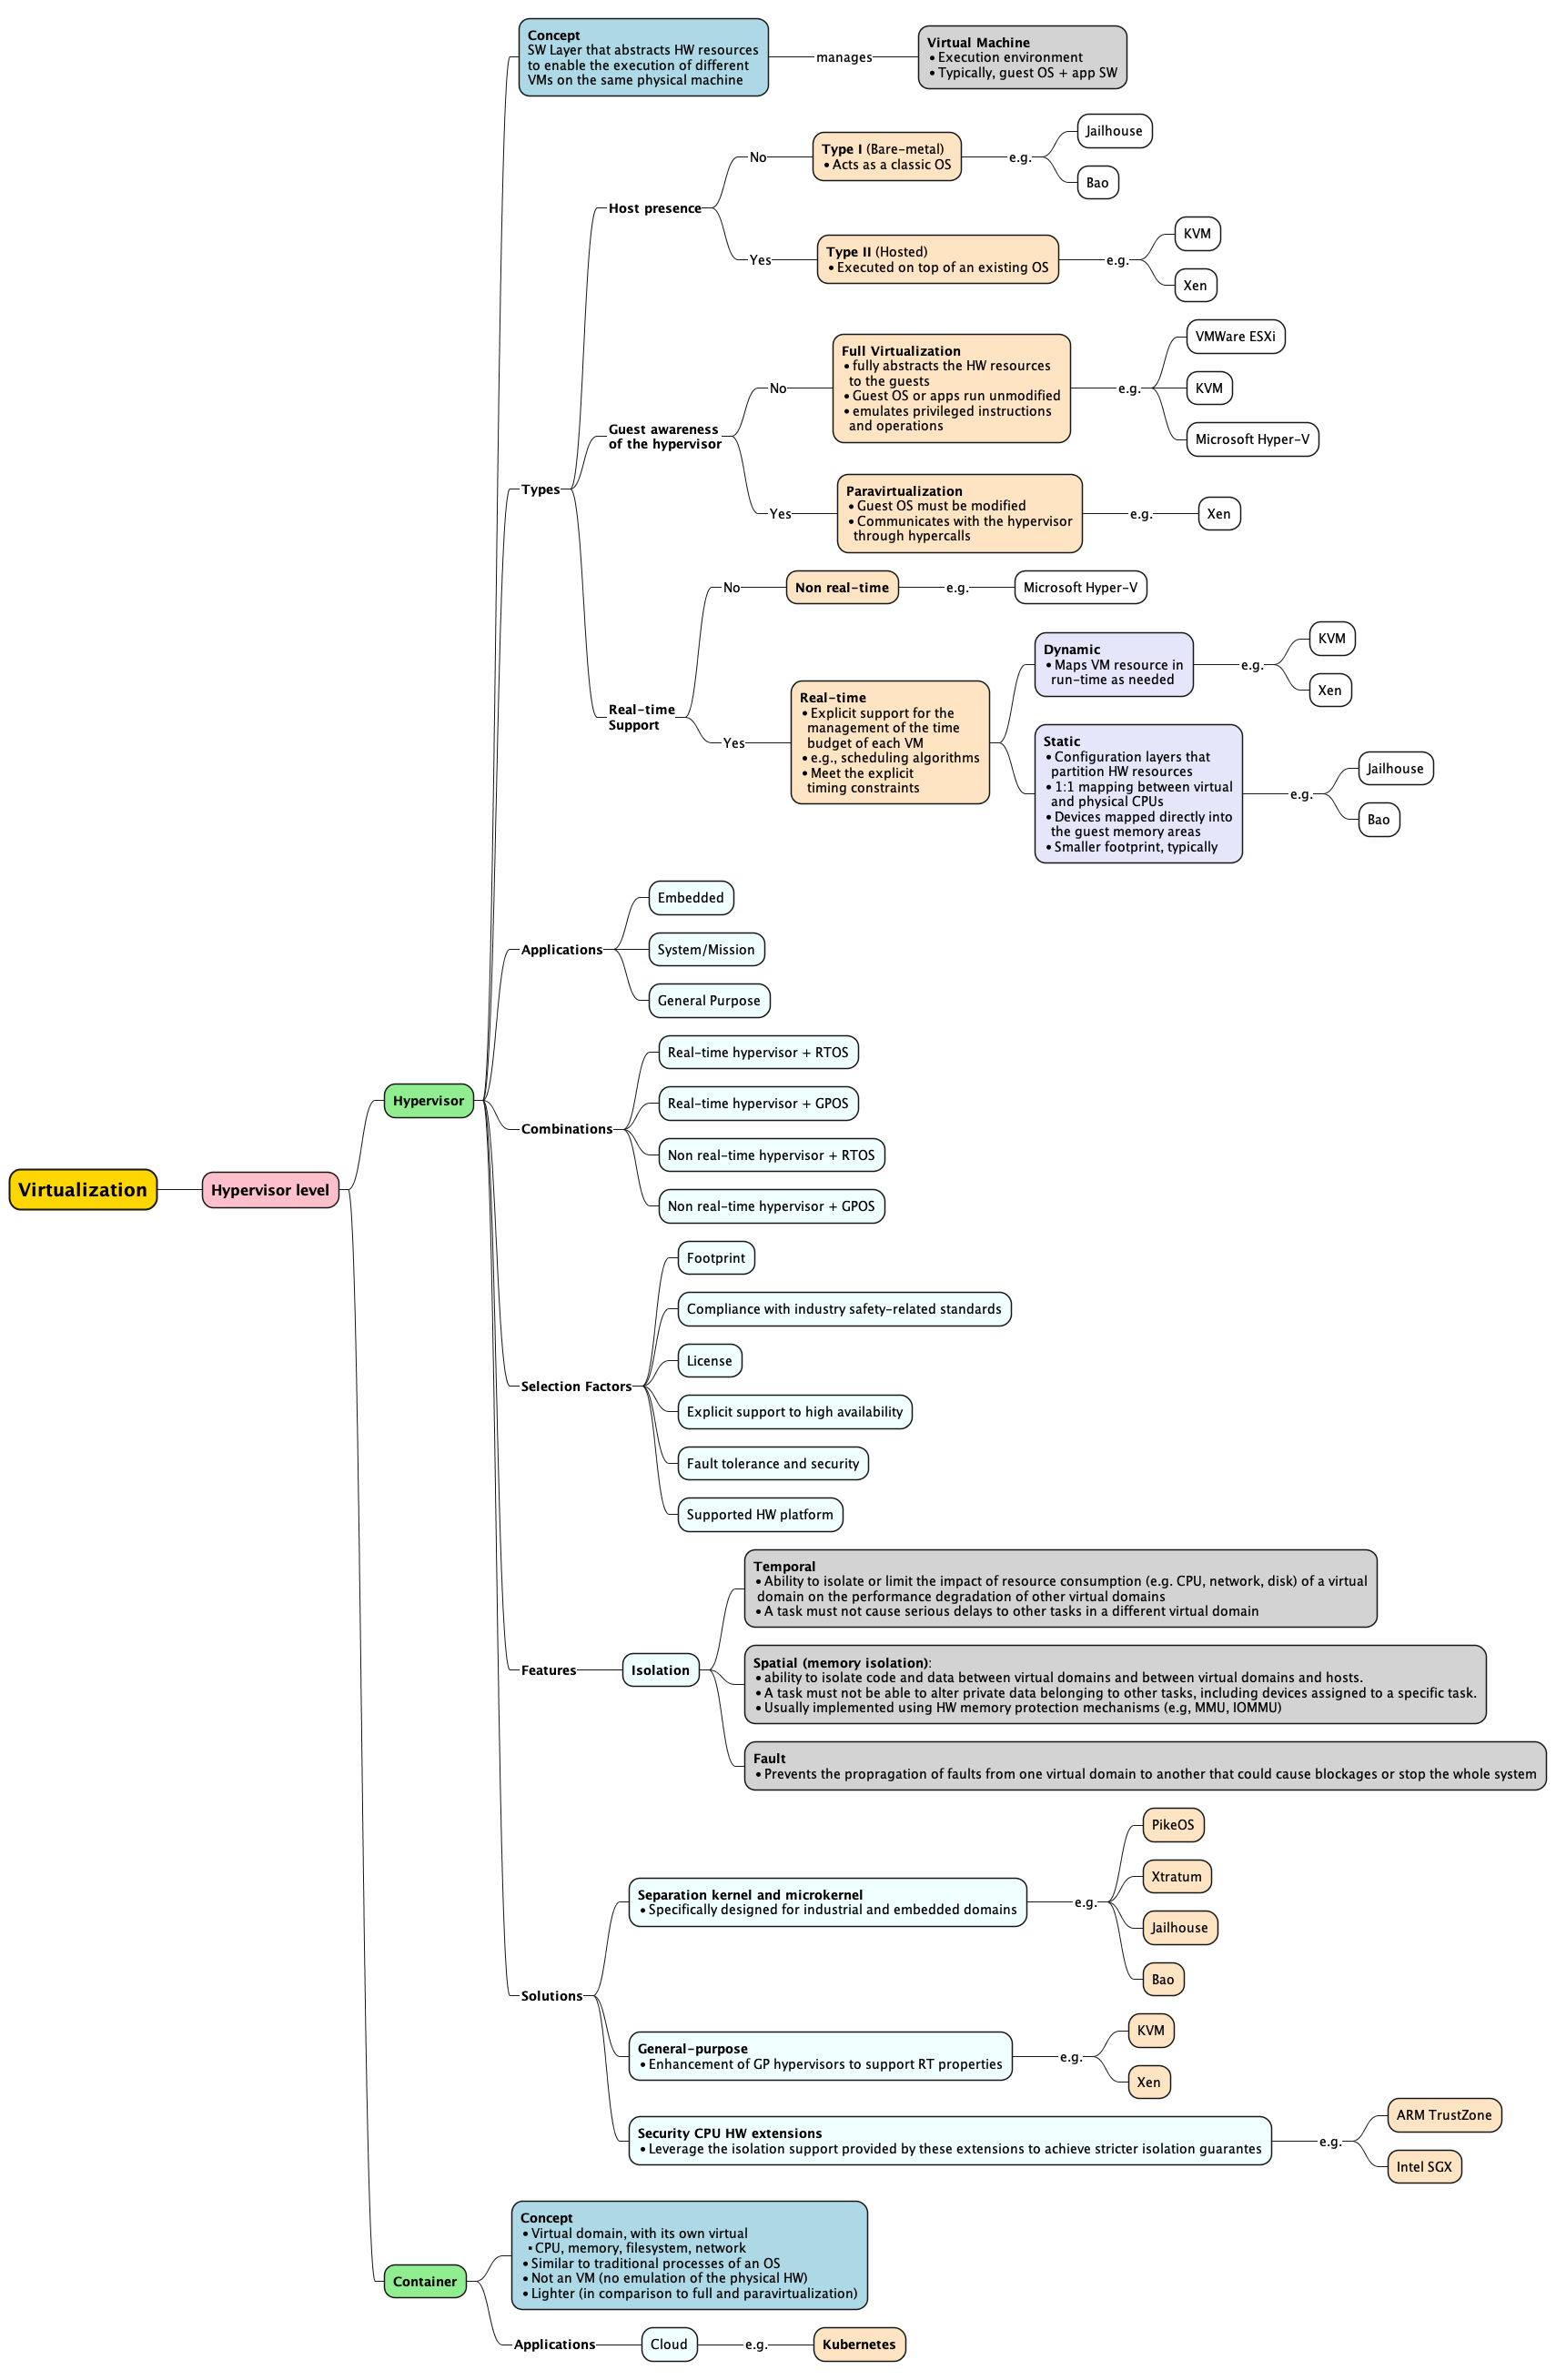 Concept
SW Layer that abstracts HW resources
to enable the execution of different
VMs on the same physical machine
manages
Virtual Machine
• Execution environment
• Typically, guest OS + app SW
Types
Host presence
No
Type I (Bare-metal)
• Acts as a classic OS
e.g.
Jailhouse
Bao
Yes
Type II (Hosted)
• Executed on top of an existing OS
e.g.
KVM
Xen
Guest awareness
of the hypervisor
No
Full Virtualization
• fully abstracts the HW resources
to the guests
• Guest OS or apps run unmodified
• emulates privileged instructions
and operations
e.g.
VMWare ESXi
KVM
Microsoft Hyper-V
Yes
Paravirtualization
• Guest OS must be modified
• Communicates with the hypervisor
through hypercalls
e.g.
Xen
Real-time
Support
No
Non real-time
e.g.
Microsoft Hyper-V
Yes
Real-time
• Explicit support for the
management of the time
budget of each VM
• e.g., scheduling algorithms
• Meet the explicit
timing constraints
Dynamic
• Maps VM resource in
run-time as needed
e.g.
KVM
Xen
Static
• Configuration layers that
partition HW resources
• 1:1 mapping between virtual
and physical CPUs
• Devices mapped directly into
the guest memory areas
• Smaller footprint, typically
e.g.
Jailhouse
Bao
Applications
Embedded
System/Mission
General Purpose
Virtualization
Hypervisor level
Hypervisor
Combinations
Real-time hypervisor + RTOS
Real-time hypervisor + GPOS
Non real-time hypervisor + RTOS
Non real-time hypervisor + GPOS
Selection Factors
Footprint
Compliance with industry safety-related standards
License
Explicit support to high availability
Fault tolerance and security
Supported HW platform
Features
Isolation
Temporal
• Ability to isolate or limit the impact of resource consumption (e.g. CPU, network, disk) of a virtual
domain on the performance degradation of other virtual domains
• A task must not cause serious delays to other tasks in a different virtual domain
Spatial (memory isolation):
• ability to isolate code and data between virtual domains and between virtual domains and hosts.
• A task must not be able to alter private data belonging to other tasks, including devices assigned to a specific task.
• Usually implemented using HW memory protection mechanisms (e.g, MMU, IOMMU)
Fault
• Prevents the propragation of faults from one virtual domain to another that could cause blockages or stop the whole system
Solutions
Separation kernel and microkernel
• Specifically designed for industrial and embedded domains
e.g.
PikeOS
Xtratum
Jailhouse
Bao
General-purpose
• Enhancement of GP hypervisors to support RT properties
e.g.
KVM
Xen
Security CPU HW extensions
• Leverage the isolation support provided by these extensions to achieve stricter isolation guarantes
e.g.
ARM TrustZone
Intel SGX
Container
Concept
• Virtual domain, with its own virtual
▪ CPU, memory, filesystem, network
• Similar to traditional processes of an OS
• Not an VM (no emulation of the physical HW)
• Lighter (in comparison to full and paravirtualization)
Applications
Cloud
e.g.
Kubernetes